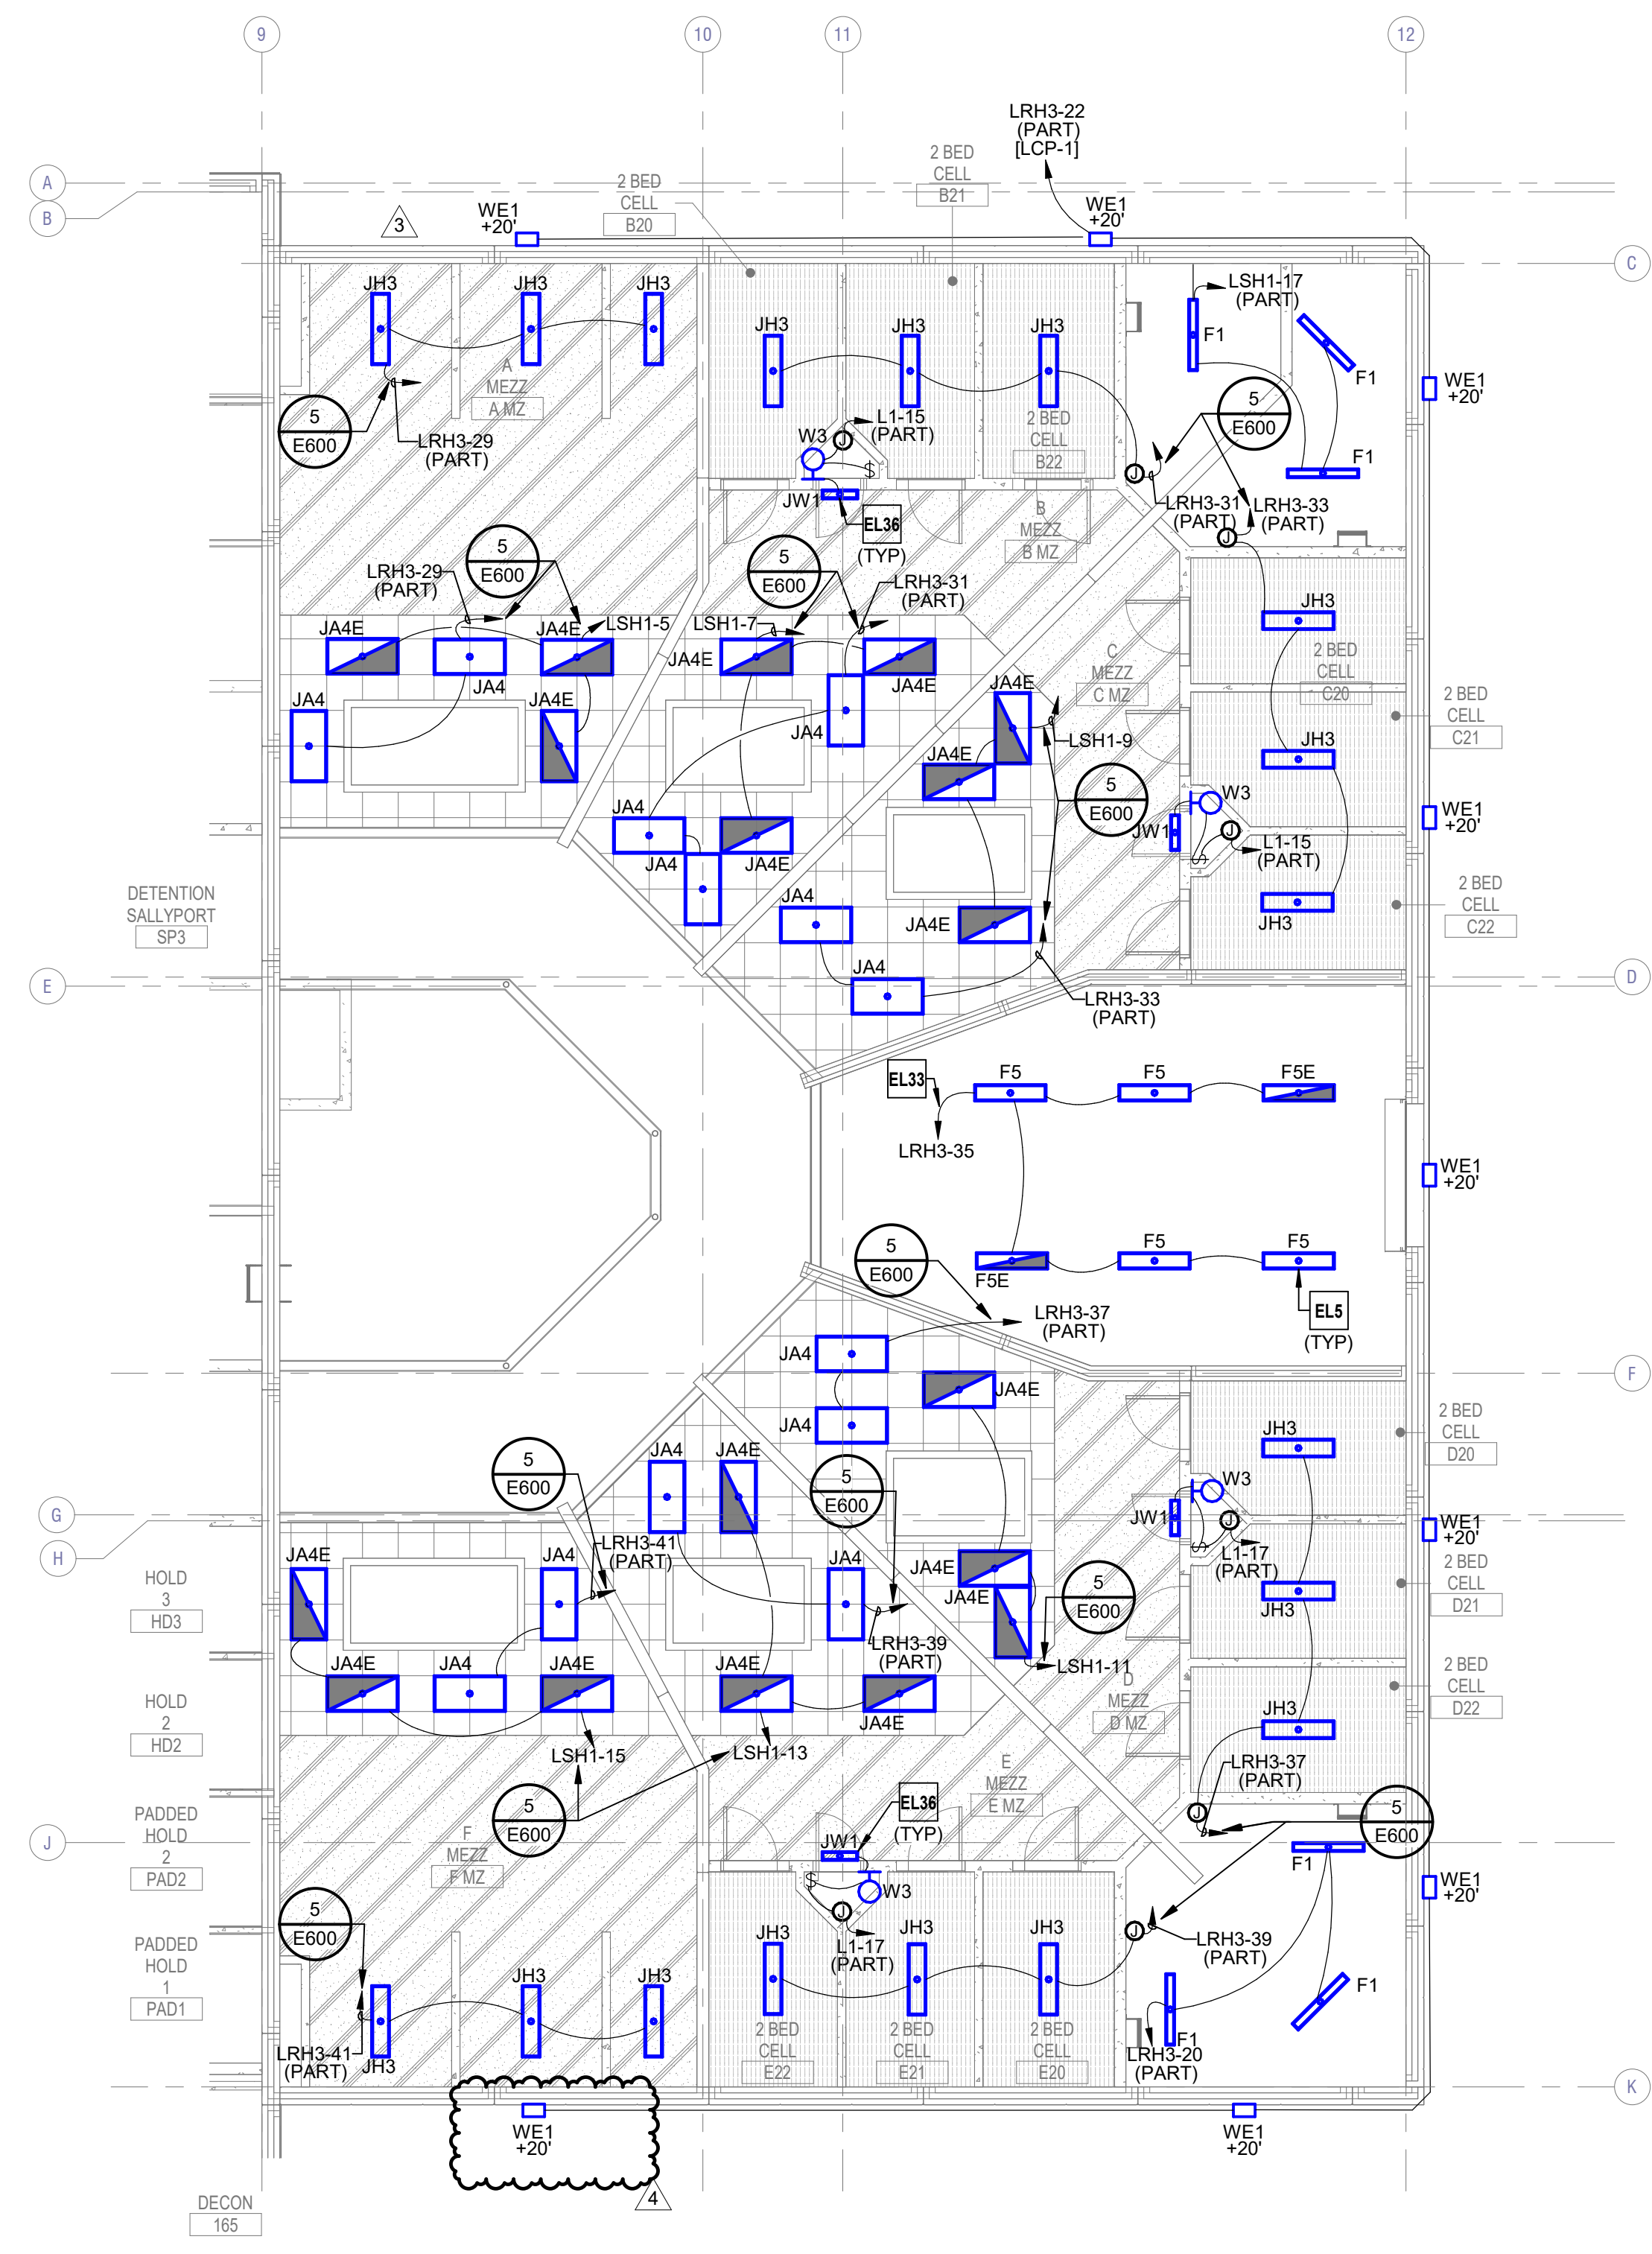 9
10
11
12
LRH3-22
(PART)
[LCP-1]
2 BED
CELL
B21
2 BED
CELL
B20
A
B
3
WE1
+20'
WE1
+20'
C
JH3
JH3
JH3
LSH1-17
(PART)
F1
F1
JH3
JH3
JH3
A
MEZZ
A MZ
WE1
+20'
5
E600
5
E600
LRH3-29
(PART)
W3
J
L1-15
(PART)
$
2 BED
CELL
B22
F1
J
JW1
EL36
(TYP)
LRH3-31
(PART)
LRH3-33
(PART)
J
B
MEZZ
B MZ
5
E600
5
E600
LRH3-29
(PART)
LRH3-31
(PART)
JA4E
JA4
JA4E
LSH1-5
LSH1-7
JA4E
JA4E
JH3
2 BED
CELL
C20
C
MEZZ
C MZ
JA4
JA4E
JA4
JA4E
LSH1-9
JA4E
2 BED
CELL
C21
JH3
5
E600
W3
JW1
J
$
L1-15
(PART)
WE1
+20'
JA4
JA4
JA4E
JA4
JA4E
JH3
2 BED
CELL
C22
DETENTION
SALLYPORT
SP3
JA4
E
D
LRH3-33
(PART)
EL33
F5
F5
F5E
LRH3-35
WE1
+20'
5
E600
F5E
F5
F5
EL5
(TYP)
LRH3-37
(PART)
JA4
JA4E
F
JA4
2 BED
CELL
D20
JH3
5
E600
JA4
JA4E
5
E600
W3
JW1
J
$
L1-17
(PART)
WE1
+20'
G
H
LRH3-41
(PART)
JA4E
JA4
JA4
JA4E
JA4E
5
E600
2 BED
CELL
D21
JH3
HOLD
3
HD3
LRH3-39
(PART)
LSH1-11
JA4E
JA4
JA4E
JA4E
JA4E
D
MEZZ
D MZ
JH3
2 BED
CELL
D22
HOLD
2
HD2
LSH1-15
LSH1-13
E
MEZZ
E MZ
LRH3-37
(PART)
5
E600
EL36
(TYP)
J
5
E600
J
PADDED
HOLD
2
PAD2
F
MEZZ
F MZ
JW1
F1
$
W3
J
WE1
+20'
5
E600
L1-17
(PART)
JH3
JH3
JH3
J
LRH3-39
(PART)
PADDED
HOLD
1
PAD1
JH3
JH3
F1
LRH3-41
(PART)
JH3
2 BED
CELL
E22
2 BED
CELL
E21
2 BED
CELL
E20
F1
LRH3-20
(PART)
K
WE1
+20'
WE1
+20'
4
DECON
165